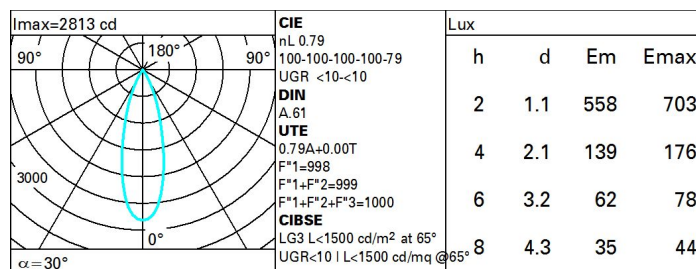 Imax=2813 cd
90°
180°
90°
3000
0°
α=30°
CIE
nL 0.79
100-100-100-100-79
UGR <10-<10
DIN
A.61
UTE
0.79A+0.00T
F"1=998
F"1+F"2=999
F"1+F"2+F"3=1000
CIBSE
LG3 L<1500 cd/m² at 65°
UGR<10 | L<1500 cd/mq @65°
Lux
h d Em Emax
2 1.1 558 703
4 2.1 139 176
6 3.2 62 78
8 4.3 35 44